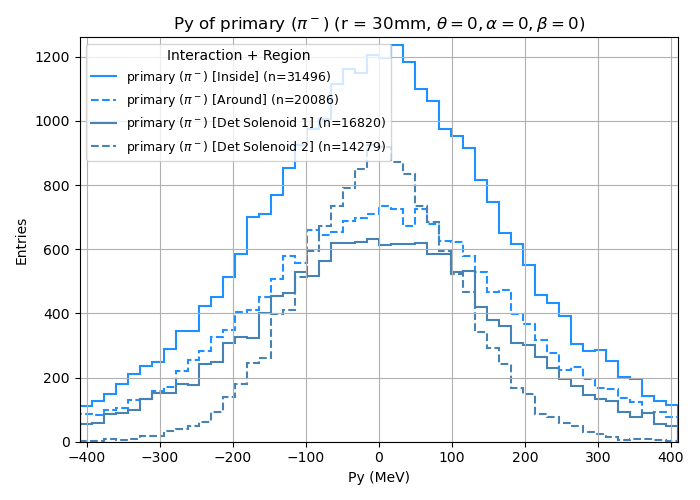 Py of primary (π⁻) (r = 30mm, θ = 0, α = 0, β = 0)
Interaction + Region
primary (π⁻) [Inside] (n=31496)
primary (π⁻) [Around] (n=20086)
primary (π⁻) [Det Solenoid 1] (n=16820)
primary (π⁻) [Det Solenoid 2] (n=14279)
Entries
1200
1000
800
600
400
200
0
−400 −300 −200 −100 0 100 200 300 400
Py (MeV)